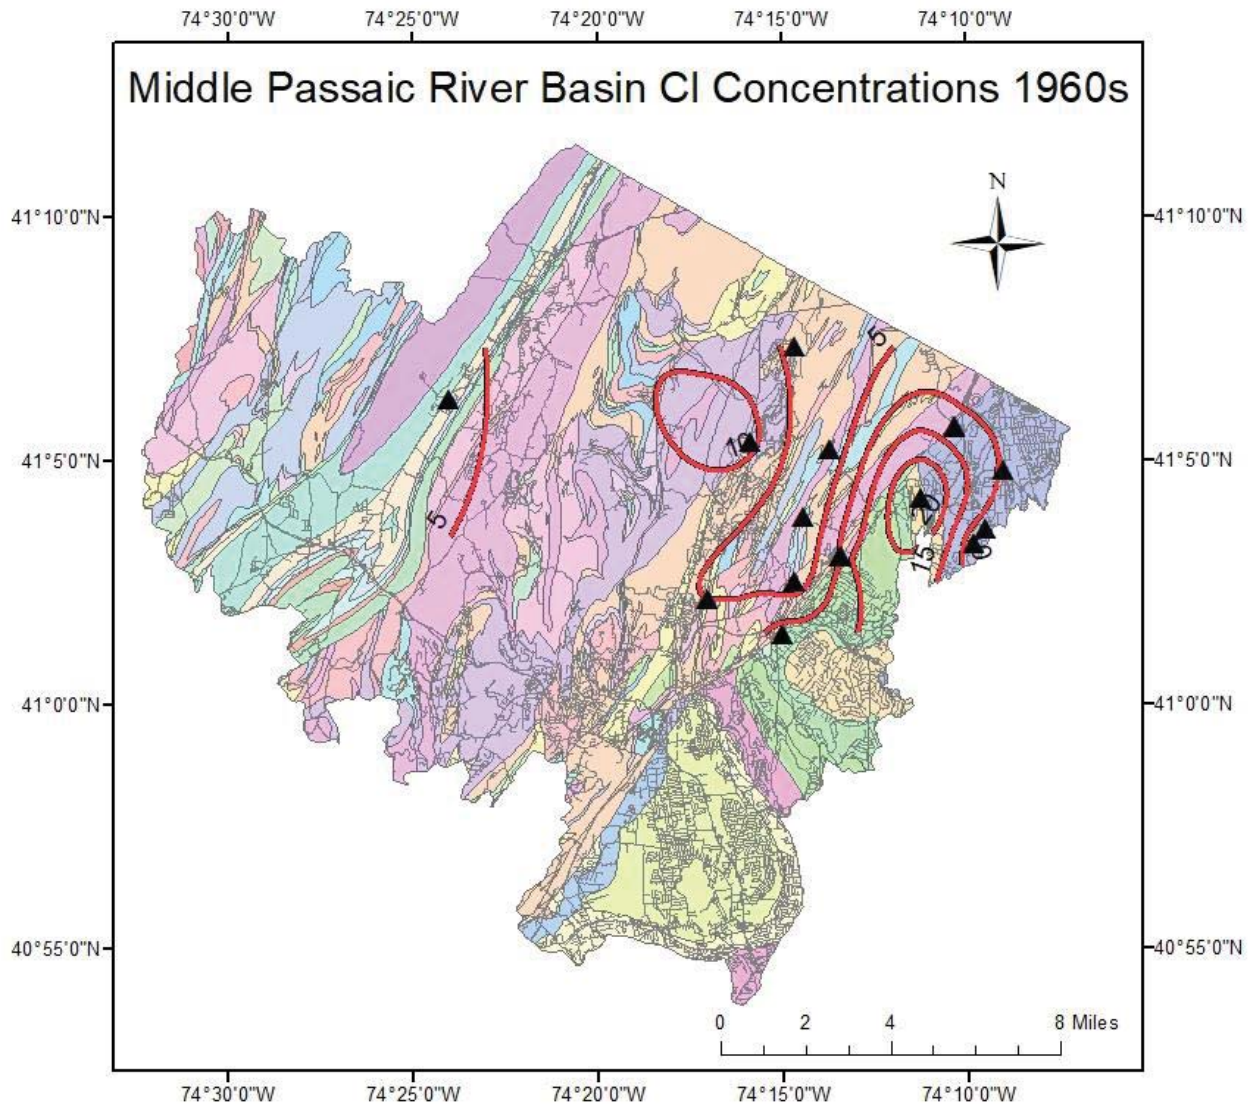 74°30'0"W 74°25'0"W 74°20'0"W 74°15'0"W 74°10'0"W
Middle Passaic River Basin Cl Concentrations 1960s
N
41°10'0"N 41°10'0"N
5
10
41°5'0"N 41°5'0"N
20
5
15
41°0'0"N 41°0'0"N
40°55'0"N 40°55'0"N
0 2 4 8 Miles
74°30'0"W 74°25'0"W 74°20'0"W 74°15'0"W 74°10'0"W